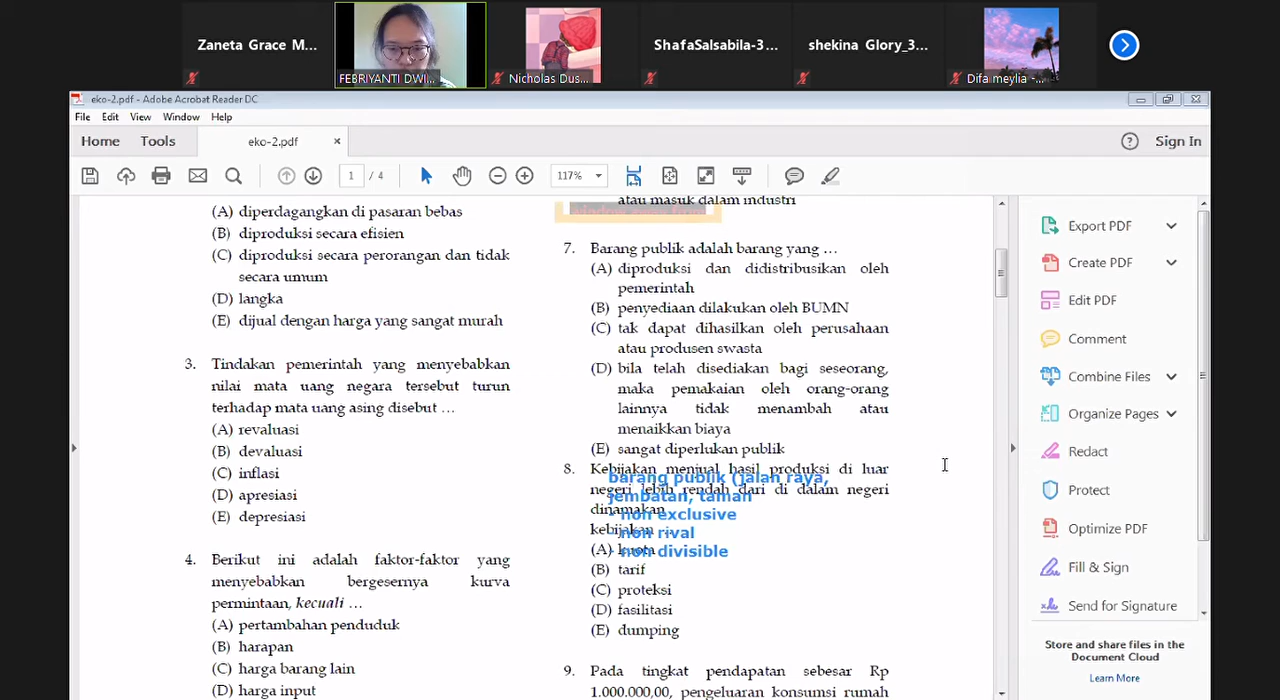 Zaneta Grace M...
FEBRIYANTI DWI...
Nicholas Dus...
ShafaSalsabila-3...
shekina Glory_3...
Difa meylia -...
eko-2.pdf - Adobe Acrobat Reader DC
File Edit View Window Help
Home Tools eko-2.pdf × Sign In
1 / 4 117%
(A) diperdagangkan di pasaran bebas
(B) diproduksi secara efisien
(C) diproduksi secara perorangan dan tidak
secara umum
(D) langka
(E) dijual dengan harga yang sangat murah
3. Tindakan pemerintah yang menyebabkan
nilai mata uang negara tersebut turun
terhadap mata uang asing disebut …
(A) revaluasi
(B) devaluasi
(C) inflasi
(D) apresiasi
(E) depresiasi
4. Berikut ini adalah faktor-faktor yang
menyebabkan bergesernya kurva
permintaan, kecuali …
(A) pertambahan penduduk
(B) harapan
(C) harga barang lain
(D) harga input
atau masuk dalam industri
7. Barang publik adalah barang yang …
(A) diproduksi dan didistribusikan oleh
pemerintah
(B) penyediaan dilakukan oleh BUMN
(C) tak dapat dihasilkan oleh perusahaan
atau produsen swasta
(D) bila telah disediakan bagi seseorang,
maka pemakaian oleh orang-orang
lainnya tidak menambah atau
menaikkan biaya
(E) sangat diperlukan publik
8. Kebijakan menjual hasil produksi di luar
negeri lebih rendah dari di dalam negeri
dinamakan
kebijakan
(A) kuota
(B) tarif
(C) proteksi
(D) fasilitasi
(E) dumping
barang publik (jalan raya,
jembatan, taman
- non exclusive
- non rival
- non divisible
9. Pada tingkat pendapatan sebesar Rp
1.000.000,00, pengeluaran konsumsi rumah
Export PDF
Create PDF
Edit PDF
Comment
Combine Files
Organize Pages
Redact
Protect
Optimize PDF
Fill & Sign
Send for Signature
Store and share files in the
Document Cloud
Learn More